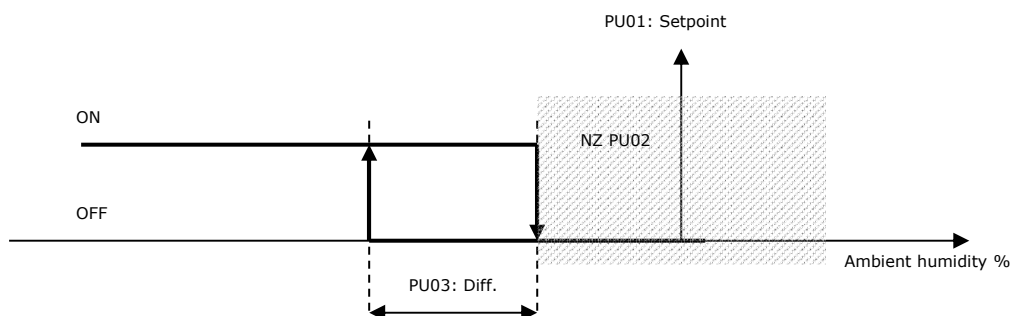 PU01: Setpoint
ON
NZ PU02
OFF
Ambient humidity %
PU03: Diff.